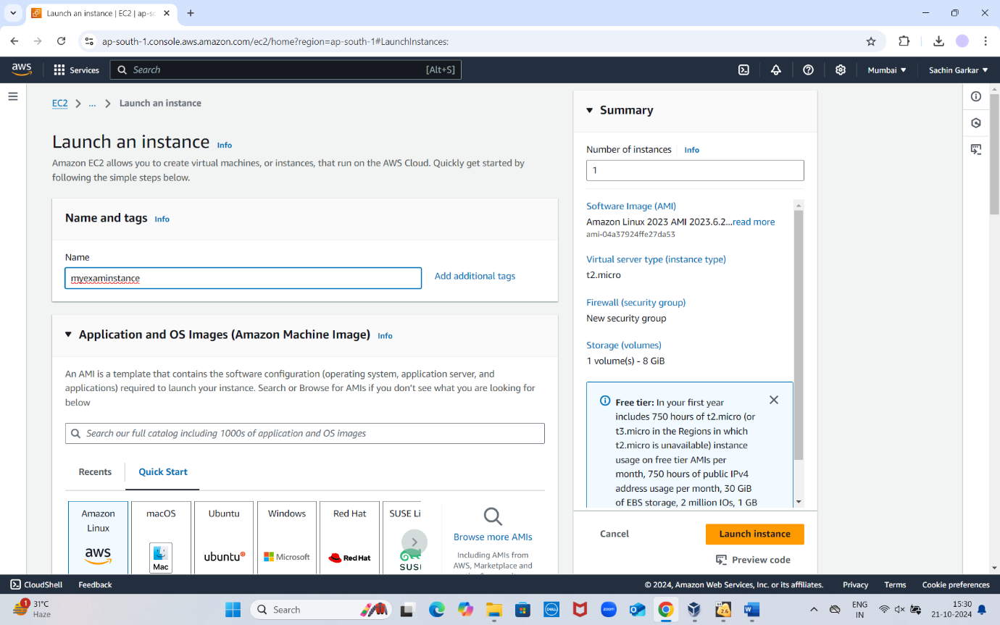 Launch an instance | EC2 | ap-so
ap-south-1.console.aws.amazon.com/ec2/home?region=ap-south-1#LaunchInstances:
aws
Services
Search
[Alt+S]
Mumbai
Sachin Garkar
EC2
...
Launch an instance
Launch an instance
Info
Amazon EC2 allows you to create virtual machines, or instances, that run on the AWS Cloud. Quickly get started by
following the simple steps below.
Name and tags
Info
Name
myexaminstance
Add additional tags
Application and OS Images (Amazon Machine Image)
Info
An AMI is a template that contains the software configuration (operating system, application server, and
applications) required to launch your instance. Search or Browse for AMIs if you don't see what you are looking for
below
Search our full catalog including 1000s of application and OS images
Recents
Quick Start
Amazon
Linux
aws
macOS
Mac
Ubuntu
ubuntu
Windows
Microsoft
Red Hat
Red Hat
SUSE Li
SUS
Browse more AMIs
Including AMIs from
AWS, Marketplace and
Summary
Number of instances
Info
1
Software Image (AMI)
Amazon Linux 2023 AMI 2023.6.2...read more
ami-04a37924ffe27da53
Virtual server type (instance type)
t2.micro
Firewall (security group)
New security group
Storage (volumes)
1 volume(s) - 8 GiB
Free tier: In your first year
includes 750 hours of t2.micro (or
t3.micro in the Regions in which
t2.micro is unavailable) instance
usage on free tier AMIs per
month, 750 hours of public IPv4
address usage per month, 30 GiB
of EBS storage, 2 million IOs, 1 GB
Cancel
Launch instance
Preview code
CloudShell
Feedback
© 2024, Amazon Web Services, Inc. or its affiliates.
Privacy
Terms
Cookie preferences
1
31°C
Haze
Search
DELL
zoom
2.6
ENG
IN
15:30
21-10-2024